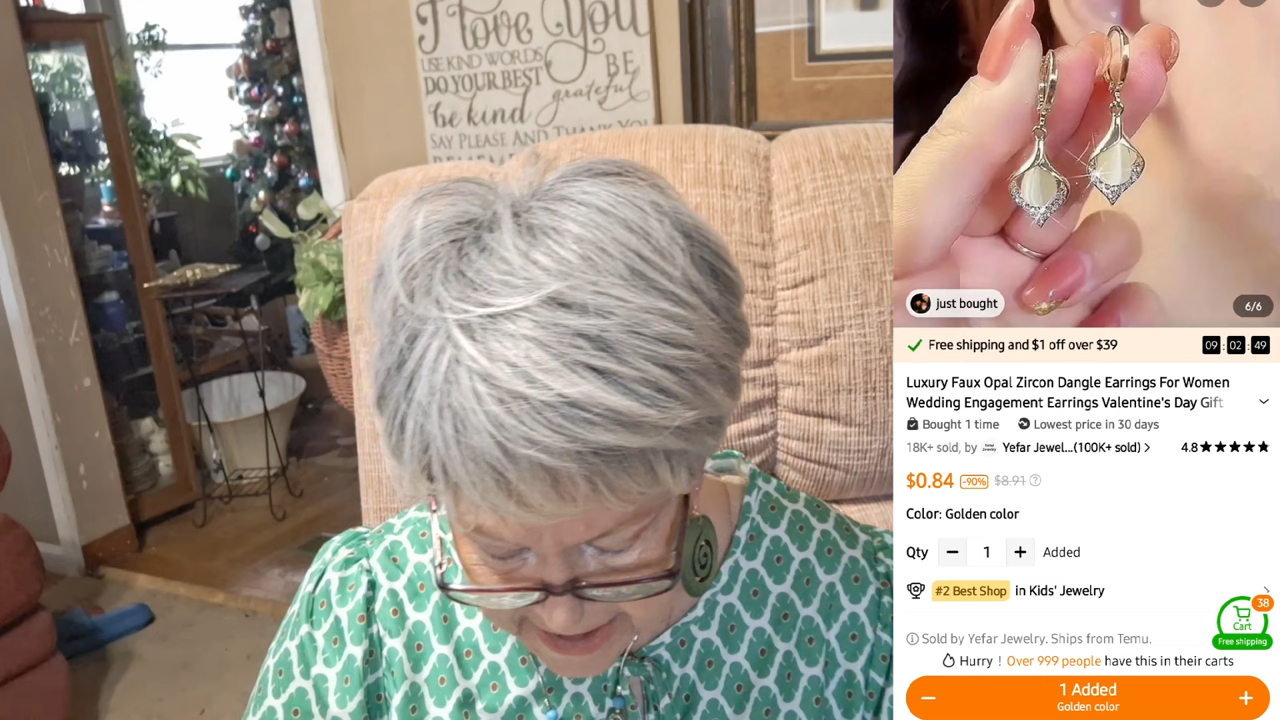 I love You
USE KIND WORDS
DO YOUR BEST
BE
grateful
be kind
SAY PLEASE AND THANK YOU
just bought
6/6
Free shipping and $1 off over $39
09:02:49
Luxury Faux Opal Zircon Dangle Earrings For Women
Wedding Engagement Earrings Valentine's Day Gift
Bought 1 time Lowest price in 30 days
18K+ sold, by Yefar Jewel...(100K+ sold) 4.8
$0.84 -90% $8.91
Color: Golden color
Qty 1 Added
#2 Best Shop in Kids' Jewelry
38
Cart
Free shipping
Sold by Yefar Jewelry. Ships from Temu.
Hurry ! Over 999 people have this in their carts
1 Added
Golden color